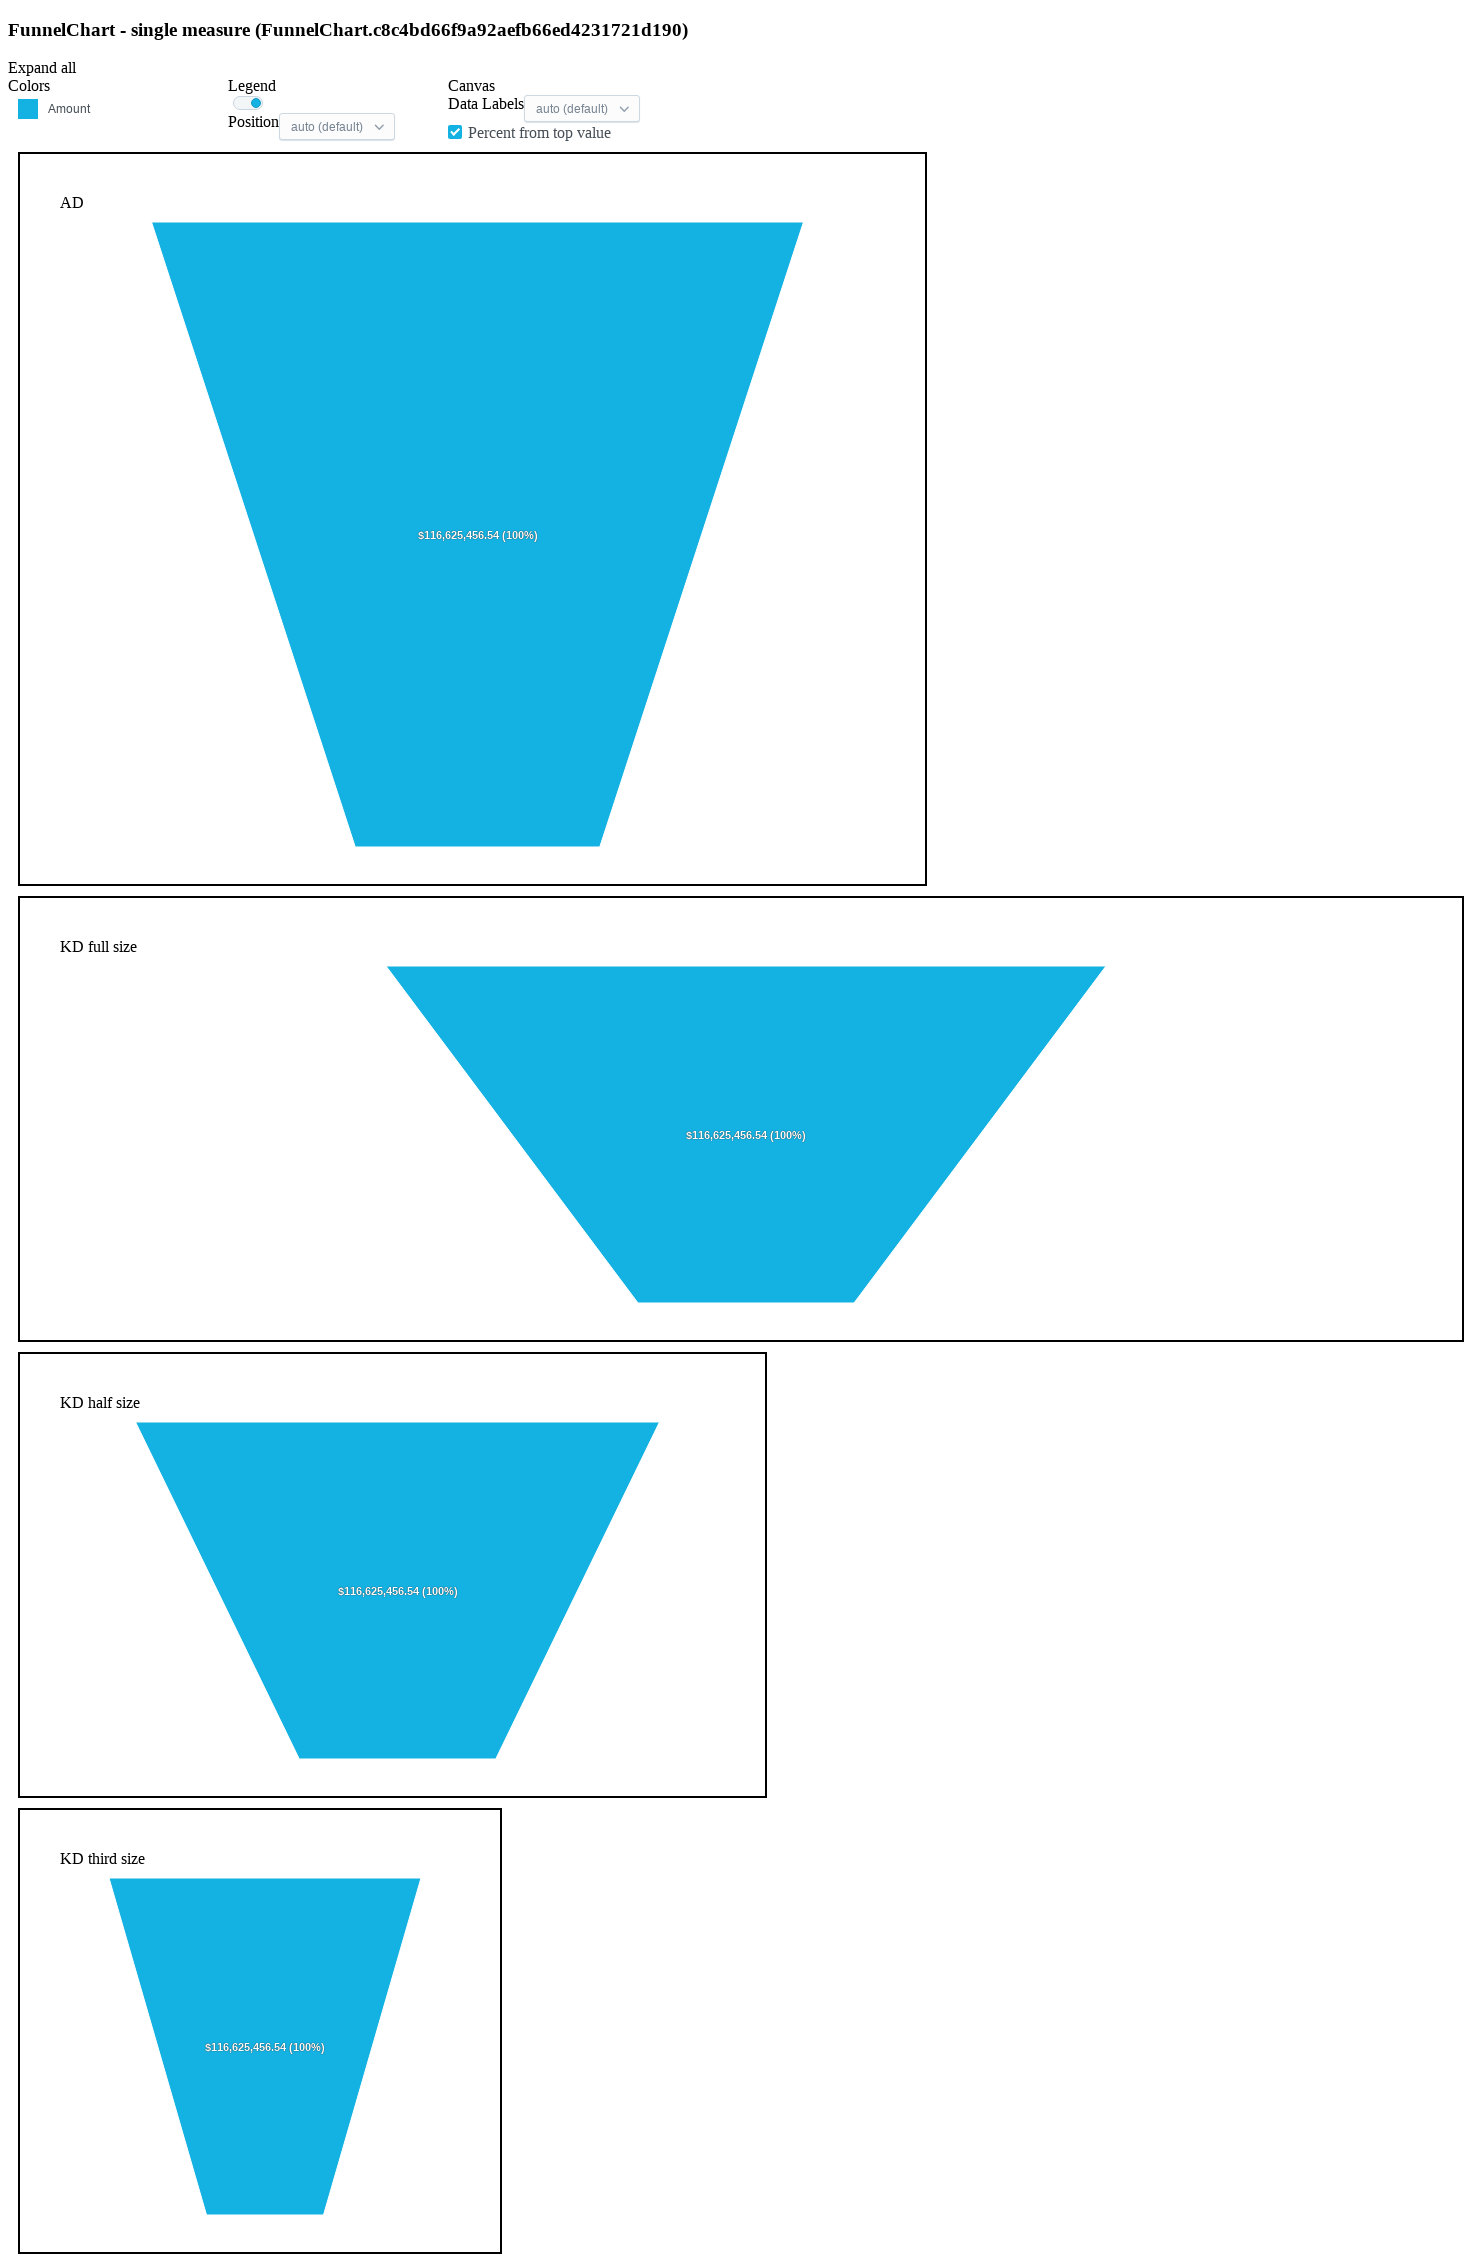 FunnelChart - single measure (FunnelChart.c8c4bd66f9a92aefb66ed4231721d190)
Expand all
Colors
Amount
Legend
Position auto (default)
Canvas
Data Labels auto (default)
Percent from top value
AD
$116,625,456.54 (100%)
KD full size
$116,625,456.54 (100%)
KD half size
$116,625,456.54 (100%)
KD third size
$116,625,456.54 (100%)